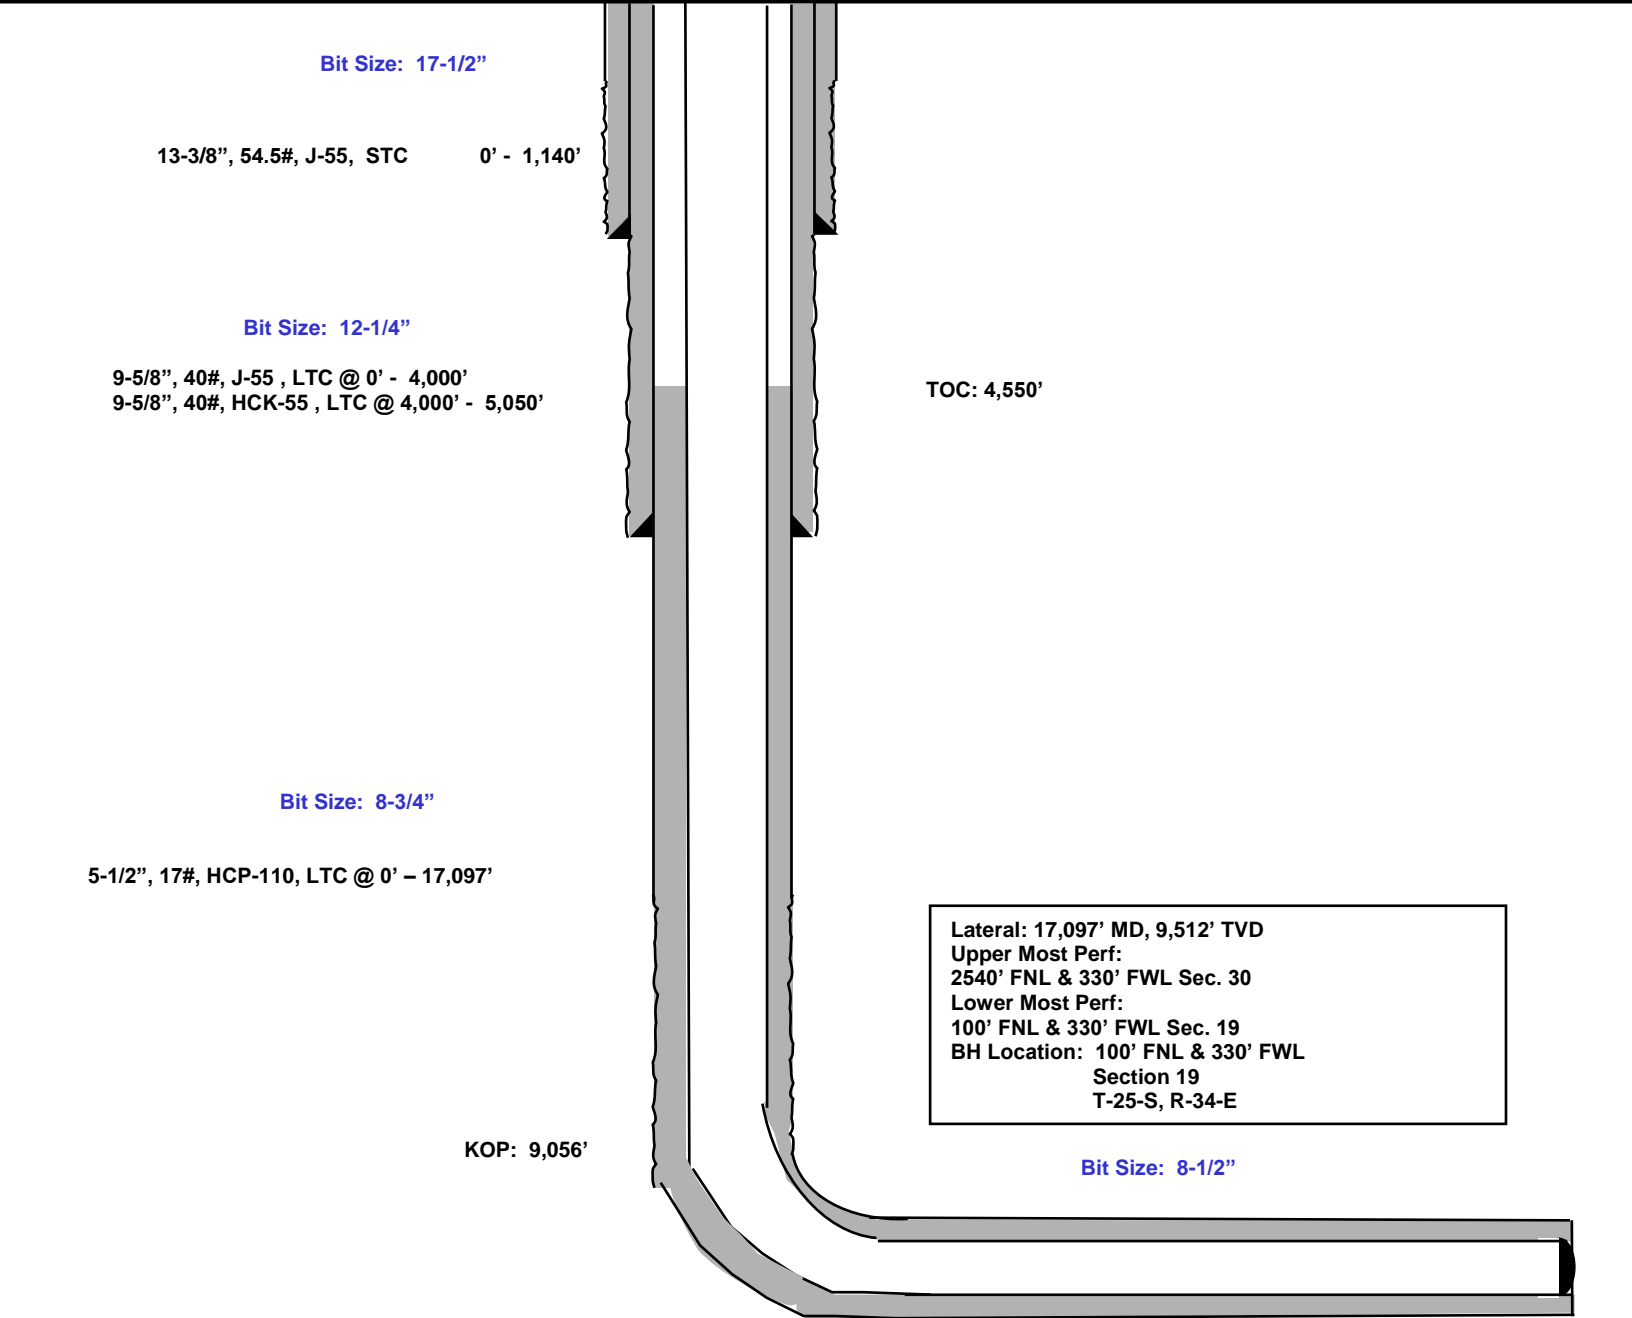 Bit Size: 17-1/2”
13-3/8”, 54.5#, J-55, STC 0’ - 1,140’
Bit Size: 12-1/4”
9-5/8”, 40#, J-55 , LTC @ 0’ - 4,000’
9-5/8”, 40#, HCK-55 , LTC @ 4,000’ - 5,050’
TOC: 4,550’
Bit Size: 8-3/4”
5-1/2”, 17#, HCP-110, LTC @ 0’ – 17,097’
Lateral: 17,097’ MD, 9,512’ TVD
Upper Most Perf:
2540’ FNL & 330’ FWL Sec. 30
Lower Most Perf:
100’ FNL & 330’ FWL Sec. 19
BH Location: 100’ FNL & 330’ FWL
Section 19
T-25-S, R-34-E
KOP: 9,056’
Bit Size: 8-1/2”